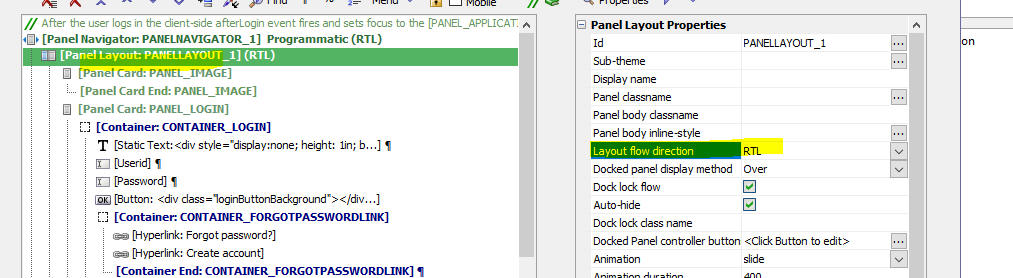 Find
Menu
Mobile
Properties
// After the user logs in the client-side afterLogin event fires and sets focus to the [PANEL_APPLICAT
[Panel Navigator: PANELNAVIGATOR_1] Programmatic (RTL)
[Panel Layout: PANELLAYOUT_1] (RTL)
[Panel Card: PANEL_IMAGE]
[Panel Card End: PANEL_IMAGE]
[Panel Card: PANEL_LOGIN]
[Container: CONTAINER_LOGIN]
T [Static Text:<div style="display:none; height: 1in; b...] ¶
[Userid] ¶
[Password] ¶
OK [Button: <div class="loginButtonBackground"></div...]
[Container: CONTAINER_FORGOTPASSWORDLINK]
[Hyperlink: Forgot password?]
[Hyperlink: Create account]
[Container End: CONTAINER_FORGOTPASSWORDLINK] ¶
Panel Layout Properties
Id PANELLAYOUT_1 ...
Sub-theme ...
Display name
Panel classname ...
Panel body classname
Panel body inline-style ...
Layout flow direction RTL
Docked panel display method Over
Dock lock flow
Auto-hide
Dock lock class name
Docked Panel controller button <Click Button to edit> ...
Animation slide
Animation duration 400
on